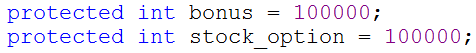 protected int bonus = 100000;
protected int stock_option = 100000;